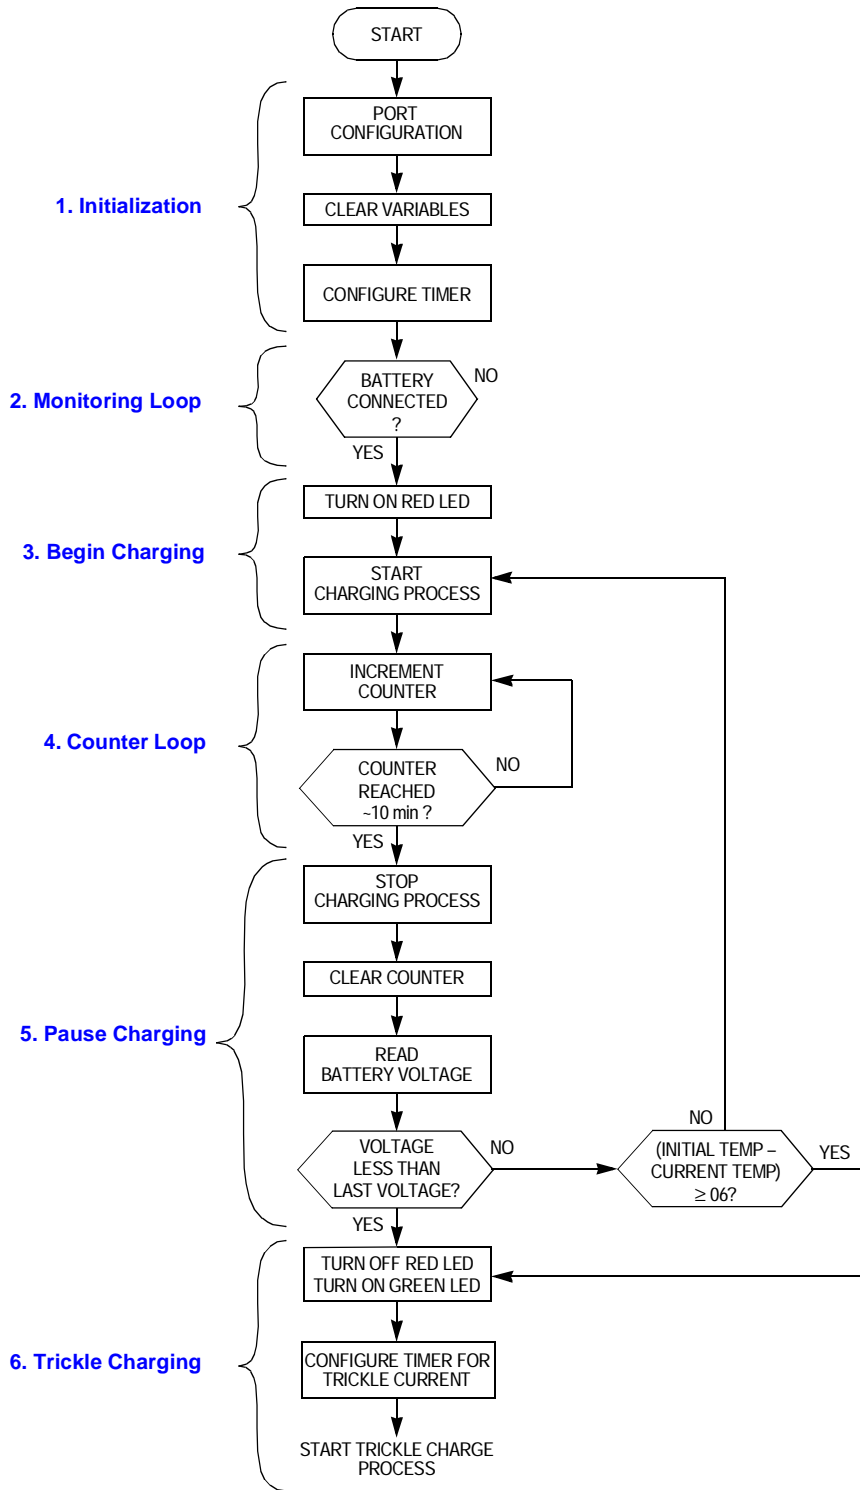 START
PORT
CONFIGURATION
1. Initialization
CLEAR VARIABLES
CONFIGURE TIMER
2. Monitoring Loop
BATTERY
CONNECTED
?
NO
YES
TURN ON RED LED
3. Begin Charging
START
CHARGING PROCESS
INCREMENT
COUNTER
4. Counter Loop
COUNTER
REACHED
~10 min ?
NO
YES
STOP
CHARGING PROCESS
CLEAR COUNTER
5. Pause Charging
READ
BATTERY VOLTAGE
VOLTAGE
LESS THAN
LAST VOLTAGE?
NO
NO
(INITIAL TEMP –
CURRENT TEMP)
≥ 06?
YES
YES
TURN OFF RED LED
TURN ON GREEN LED
6. Trickle Charging
CONFIGURE TIMER FOR
TRICKLE CURRENT
START TRICKLE CHARGE
PROCESS